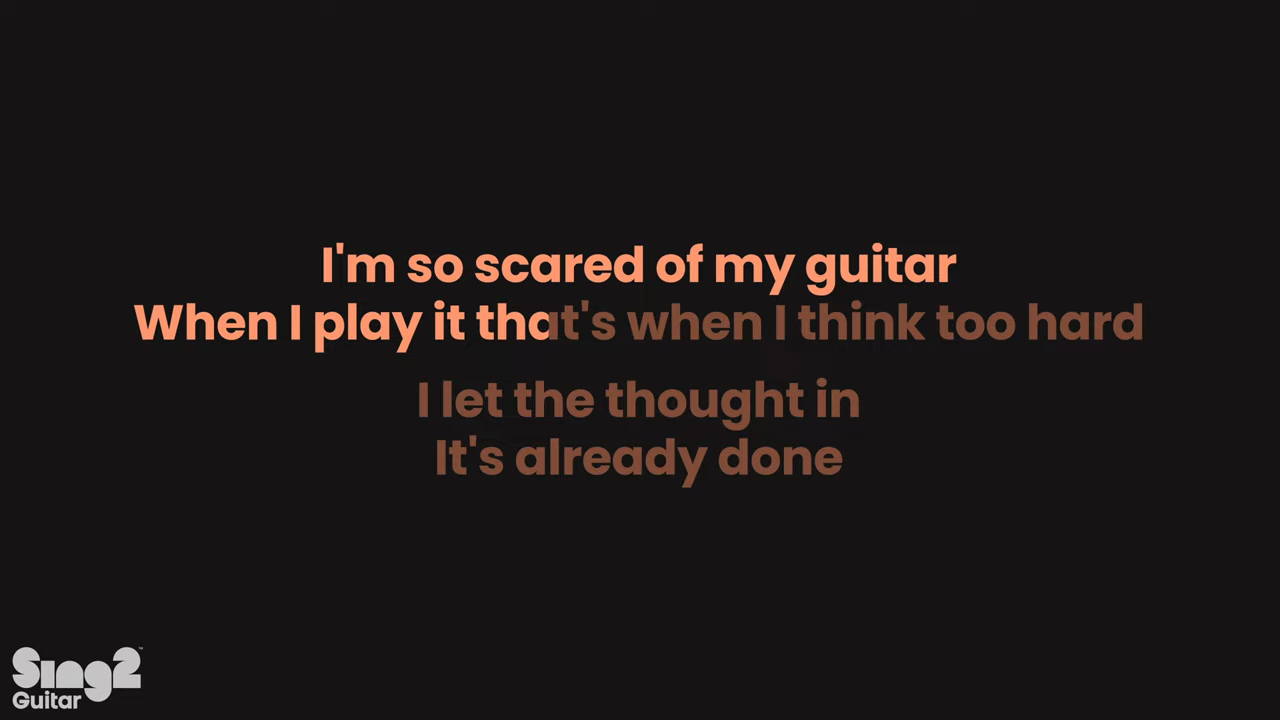 I'm so scared of my guitar
When I play it that's when I think too hard
I let the thought in
It's already done
Sing2™
Guitar